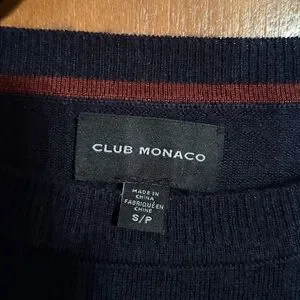 CLUB MONACO
MADE IN
CHINA
FABRIQUÉ EN
CHINE
S/P